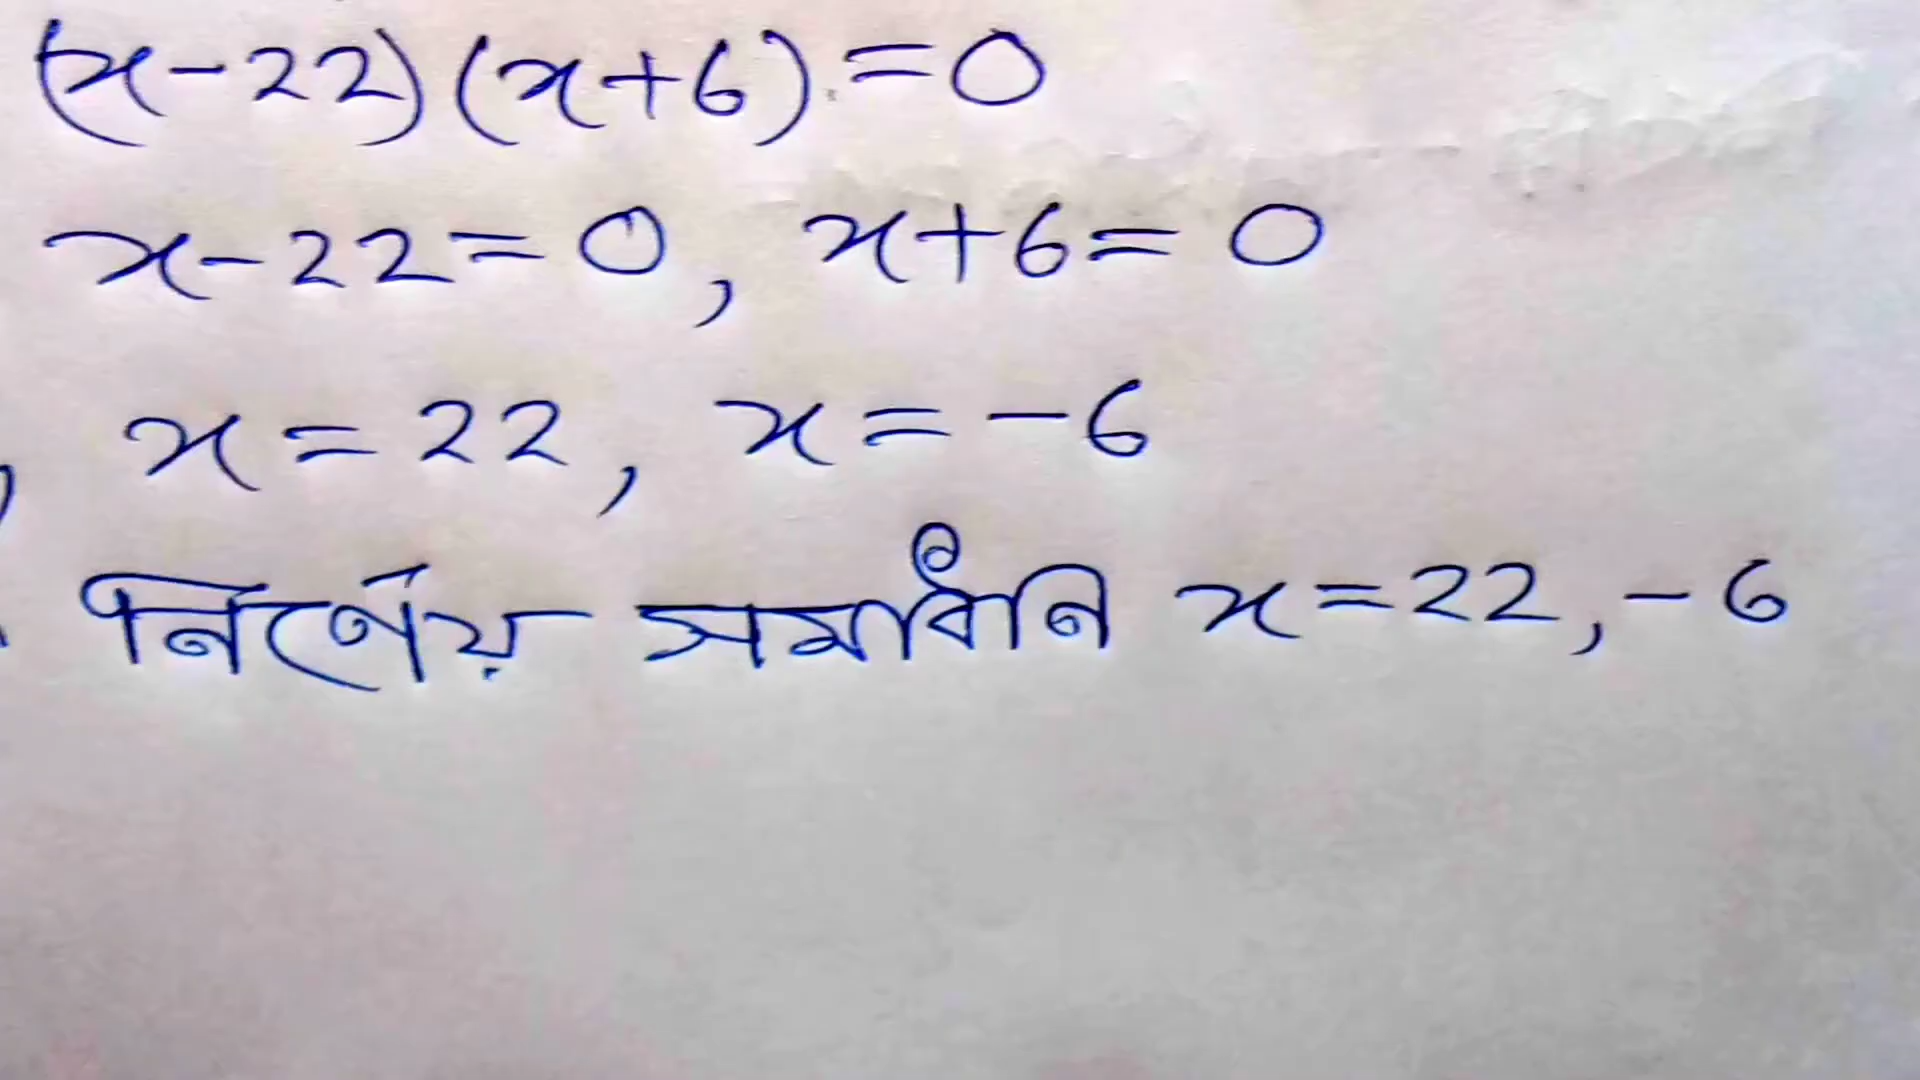 (x-22)(x+6)=0
x-22=0, x+6=0
x=22, x=-6
নির্ণেয় সমাধান x=22, -6